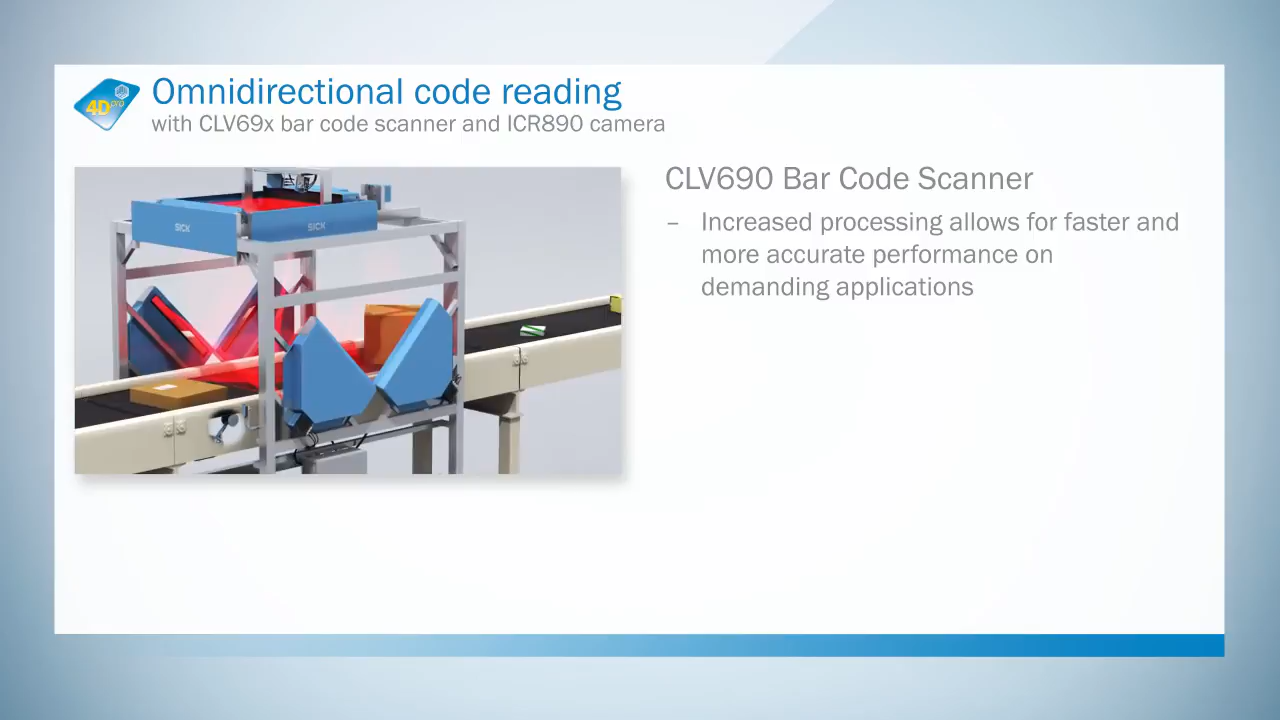 4Dpro
Omnidirectional code reading
with CLV69x bar code scanner and ICR890 camera
CLV690 Bar Code Scanner
– Increased processing allows for faster and
more accurate performance on
demanding applications
SICK
SICK